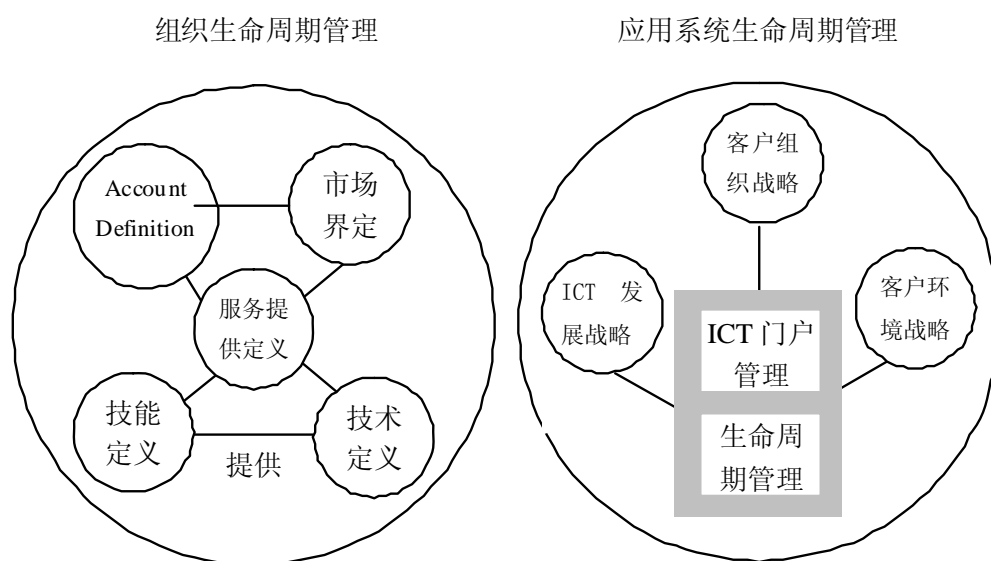 组织生命周期管理
应用系统生命周期管理
Account
Definition
市场
界定
服务提
供定义
技能
定义
技术
定义
提供
客户组
织战略
ICT 发
展战略
客户环
境战略
ICT 门户
管理
生命周
期管理